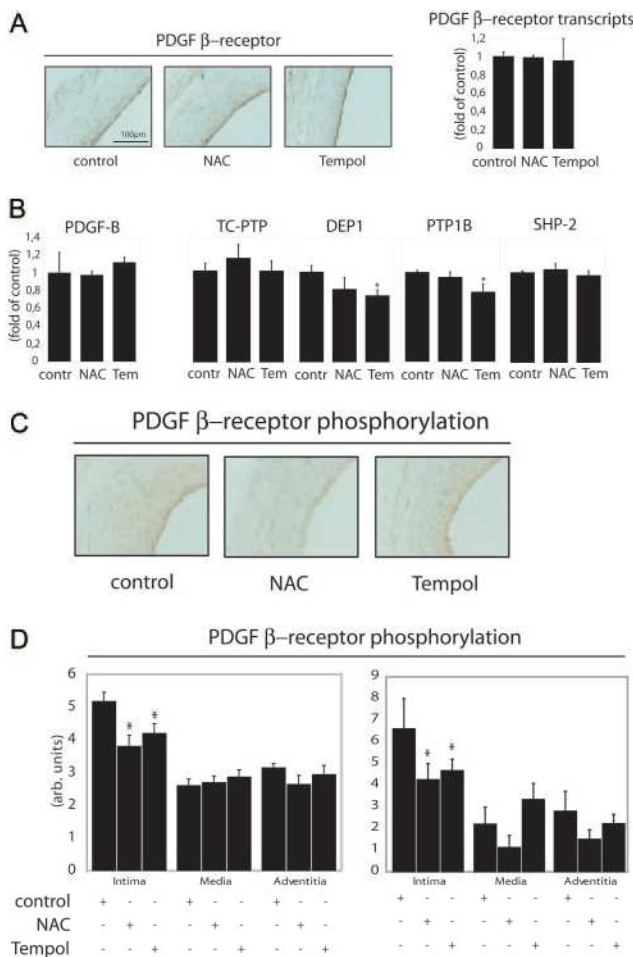 A
PDGF β-receptor
100µm
control NAC Tempol
PDGF β-receptor transcripts
(fold of control)
1,2
1
0,8
0,6
0,4
0,2
0
control NAC Tempol
B
PDGF-B TC-PTP DEP1 PTP1B SHP-2
(fold of control)
1,4
1,2
1
0,8
0,6
0,4
0,2
0
* *
contr NAC Tem contr NAC Tem contr NAC Tem contr NAC Tem contr NAC Tem
C
PDGF β–receptor phosphorylation
control NAC Tempol
D
PDGF β–receptor phosphorylation
(arb. units)
6
5
4
3
2
1
0
* *
Intima Media Adventitia
9
8
7
6
5
4
3
2
1
0
* *
Intima Media Adventitia
control + - - + - - + - - + - - + - - + - -
NAC - + - - + - - + - - + - - + - - + -
Tempol - - + - - + - - + - - + - - + - - +